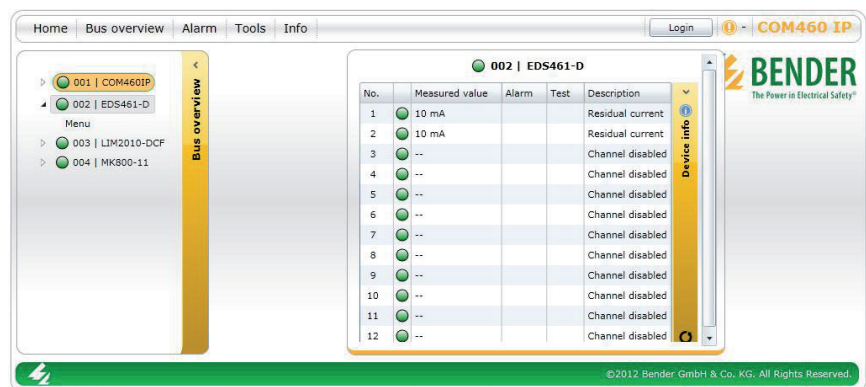 Home Bus overview Alarm Tools Info Login - COM460 IP
001 | COM460IP
002 | EDS461-D
Menu
003 | LIM2010-DCF
004 | MK800-11
Bus overview
002 | EDS461-D
No. Measured value Alarm Test Description
1 10 mA Residual current
2 10 mA Residual current
3 -- Channel disabled
4 -- Channel disabled
5 -- Channel disabled
6 -- Channel disabled
7 -- Channel disabled
8 -- Channel disabled
9 -- Channel disabled
10 -- Channel disabled
11 -- Channel disabled
12 -- Channel disabled
Device info
BENDER
The Power in Electrical Safety®
©2012 Bender GmbH & Co. KG. All Rights Reserved.